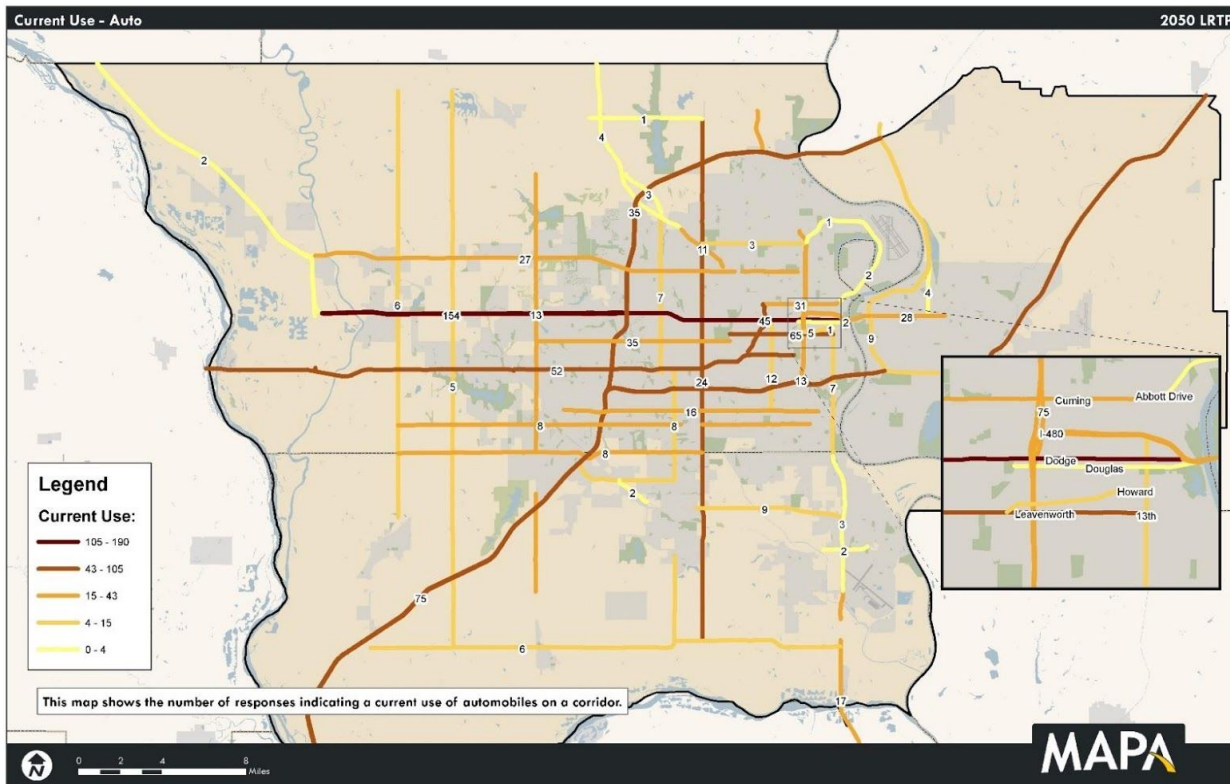 Current Use - Auto
2050 LRTP
1
4
2
3
35
1
11
3
27
2
6
7
4
31
154
13
45
2
28
65
5
1
35
9
52
12
13
24
7
5
16
8
8
8
2
9
3
2
75
6
17
Cuming
Abbott Drive
75
I-480
Dodge
Douglas
Howard
Leavenworth
13th
Legend
Current Use:
105 - 190
43 - 105
15 - 43
4 - 15
0 - 4
This map shows the number of responses indicating a current use of automobiles on a corridor.
0 2 4 8
Miles
MAPA